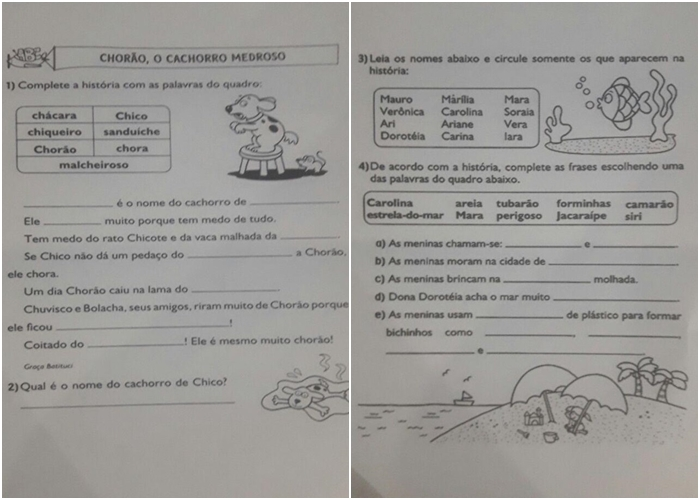 CHORÃO, O CACHORRO MEDROSO
1) Complete a história com as palavras do quadro:
chácara Chico
chiqueiro sanduíche
Chorão chora
malcheiroso
é o nome do cachorro de
Ele muito porque tem medo de tudo.
Tem medo do rato Chicote e da vaca malhada da .
Se Chico não dá um pedaço do a Chorão,
ele chora.
Um dia Chorão caiu na lama do
Chuvisco e Bolacha, seus amigos, riram muito de Chorão porque
ele ficou !
Coitado do ! Ele é mesmo muito chorão!
Graça Batituci
2) Qual é o nome do cachorro de Chico?
3) Leia os nomes abaixo e circule somente os que aparecem na
história:
Mauro Márília Mara
Verônica Carolina Soraia
Ari Ariane Vera
Dorotéia Carina Iara
4) De acordo com a história, complete as frases escolhendo uma
das palavras do quadro abaixo.
Carolina areia tubarão forminhas camarão
estrela-do-mar Mara perigoso Jacaraípe siri
a) As meninas chamam-se: e .
b) As meninas moram na cidade de
c) As meninas brincam na molhada.
d) Dona Dorotéia acha o mar muito .
e) As meninas usam de plástico para formar
bichinhos como , ,
e